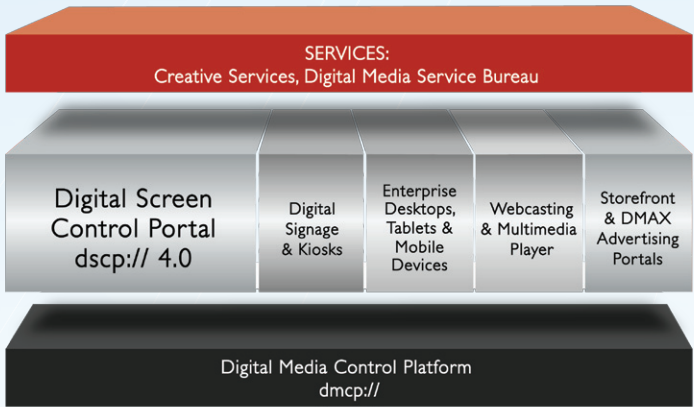 SERVICES:
Creative Services, Digital Media Service Bureau
Digital Screen
Control Portal
dscp:// 4.0
Digital
Signage
& Kiosks
Enterprise
Desktops,
Tablets &
Mobile
Devices
Webcasting
& Multimedia
Player
Storefront
& DMAX
Advertising
Portals
Digital Media Control Platform
dmcp://